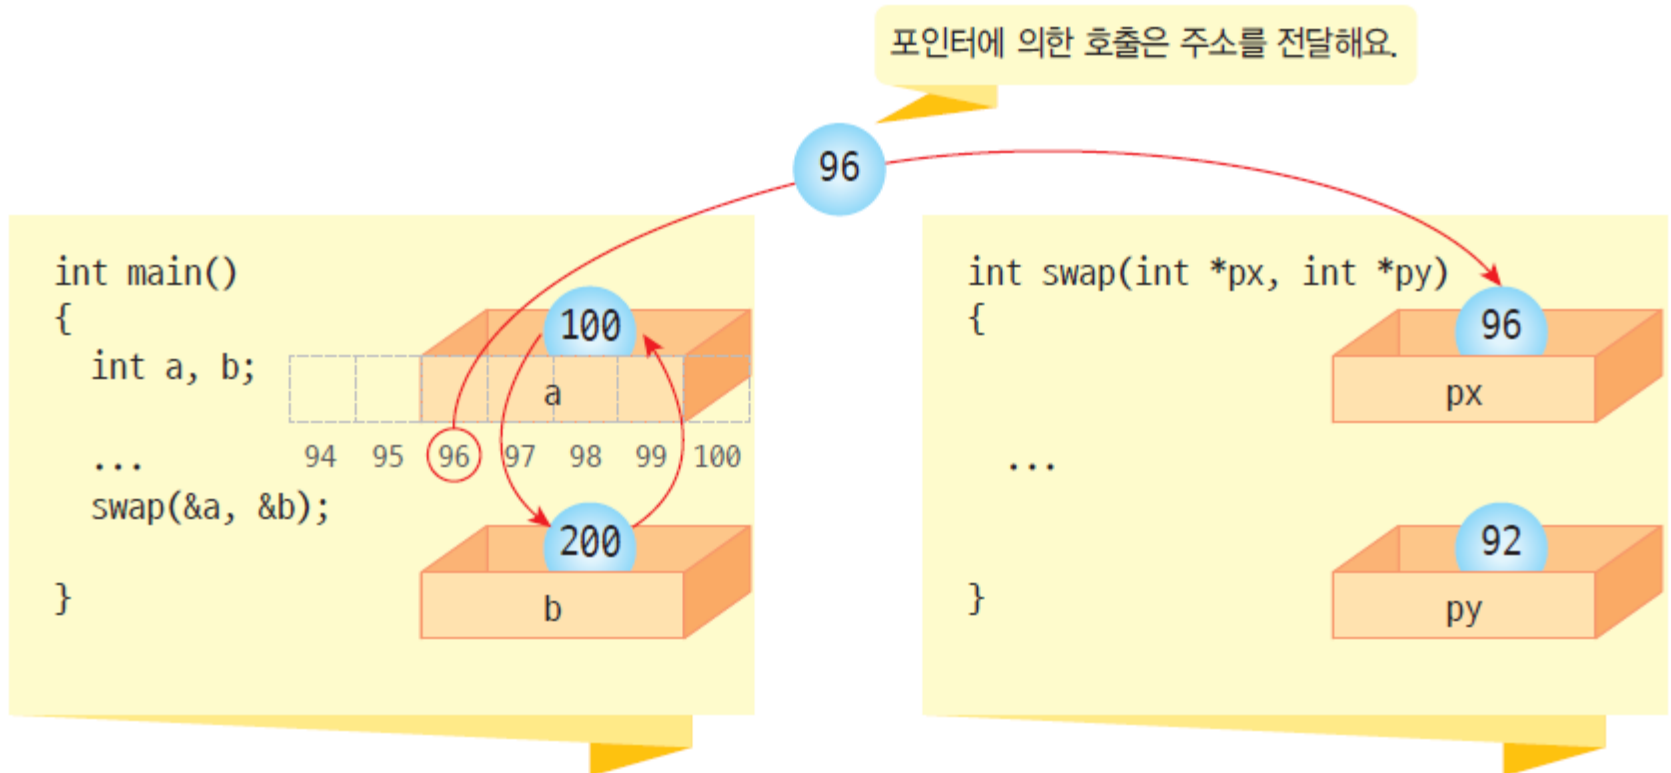 포인터에 의한 호출은 주소를 전달해요.
96
int main()
{
int a, b;
100
a
94 95 96 97 98 99 100
...
swap(&a, &b);
200
b
}
int swap(int *px, int *py)
{
96
px
...
92
py
}